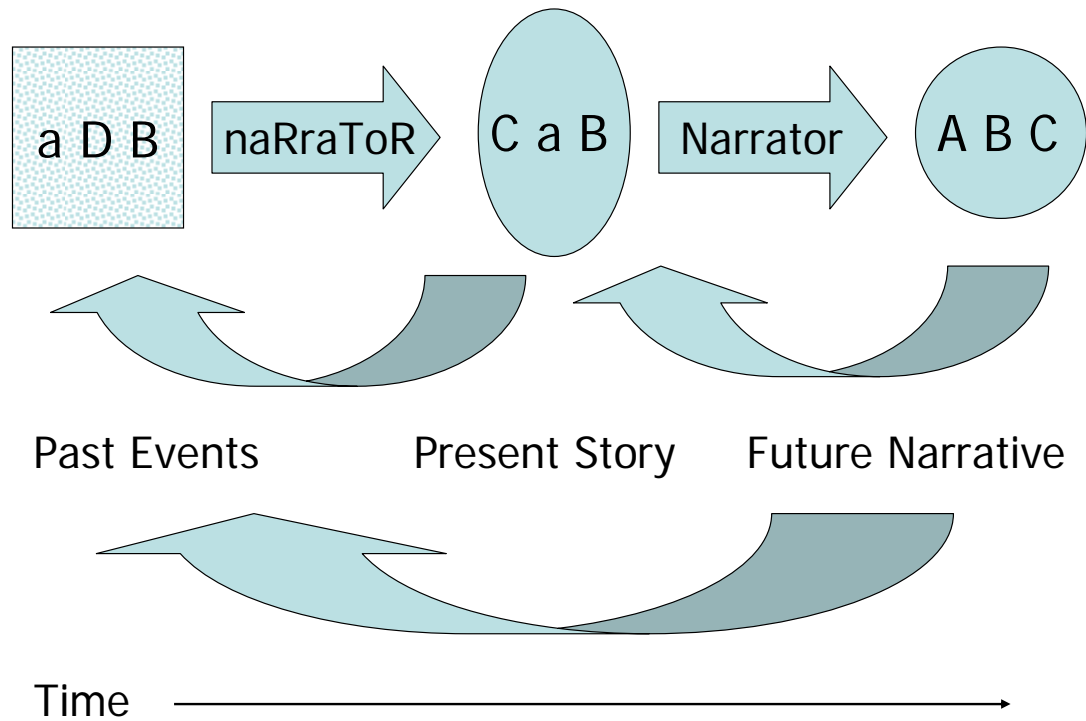 a D B
naRraToR
C a B
Narrator
A B C
Past Events
Present Story
Future Narrative
Time